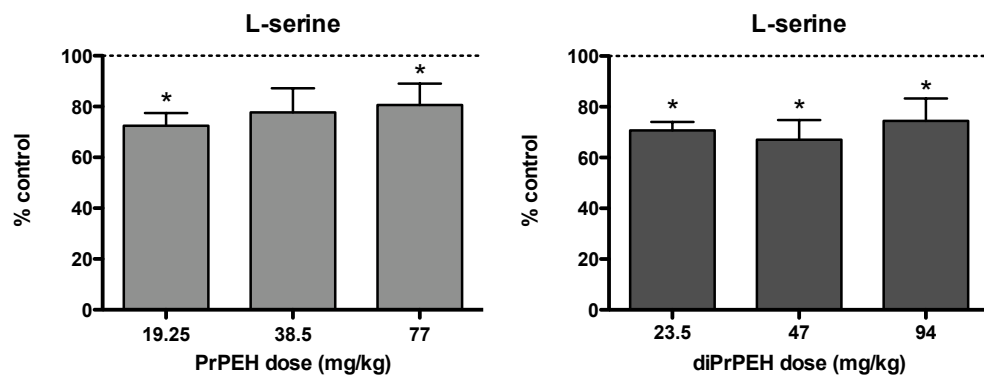 L-serine
% control
100
80
60
40
20
0
*
*
19.25 38.5 77
PrPEH dose (mg/kg)
L-serine
% control
100
80
60
40
20
0
*
*
*
23.5 47 94
diPrPEH dose (mg/kg)